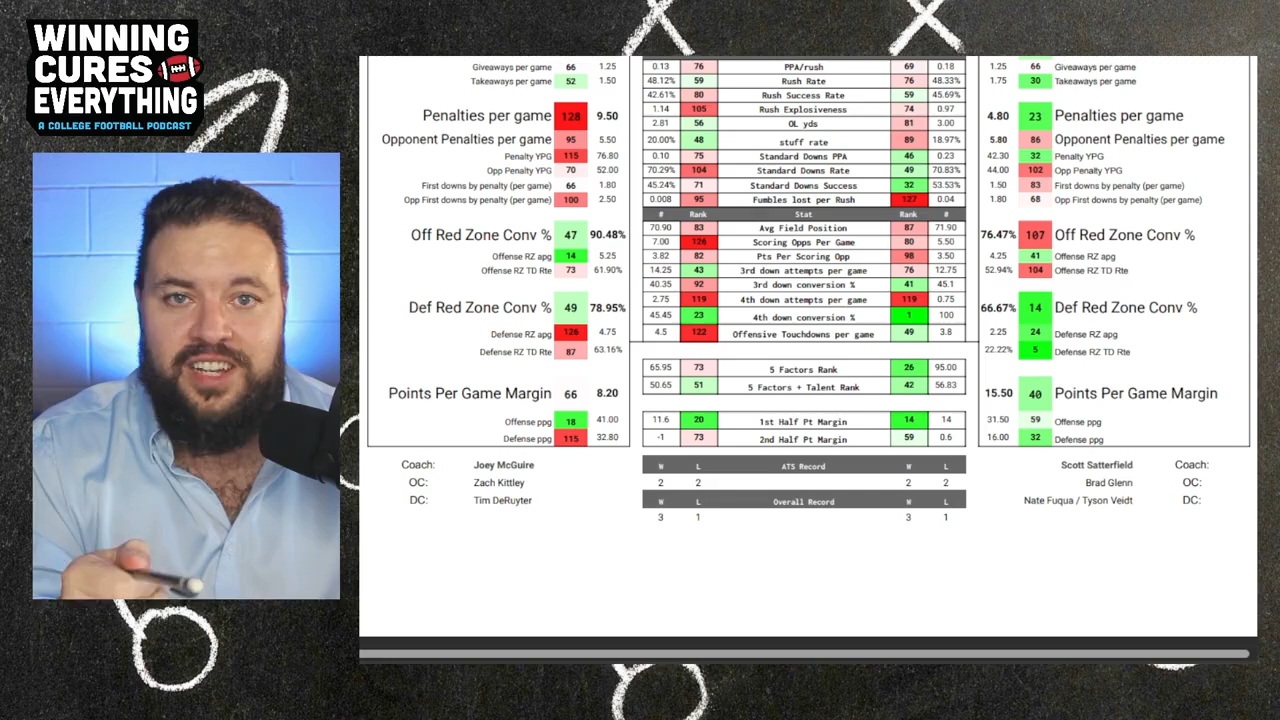 WINNING
CURES
EVERYTHING
A COLLEGE FOOTBALL PODCAST
Giveaways per game 66 1.25
Takeaways per game 52 1.50
Penalties per game 128 9.50
Opponent Penalties per game 95 5.50
Penalty YPG 115 76.80
Opp Penalty YPG 70 52.00
First downs by penalty (per game) 66 1.80
Opp First downs by penalty (per game) 100 2.50
Off Red Zone Conv % 47 90.48%
Offense RZ apg 14 5.25
Offense RZ TD Rte 73 61.90%
Def Red Zone Conv % 49 78.95%
Defense RZ apg 126 4.75
Defense RZ TD Rte 87 63.16%
Points Per Game Margin 66 8.20
Offense ppg 18 41.00
Defense ppg 115 32.80
Coach: Joey McGuire
OC: Zach Kittley
DC: Tim DeRuyter
0.13 76 PPA/rush 69 0.18
48.12% 59 Rush Rate 76 48.33%
42.61% 80 Rush Success Rate 59 45.69%
1.14 105 Rush Explosiveness 74 0.97
2.81 56 OL yds 81 3.00
20.00% 48 stuff rate 89 18.97%
0.10 75 Standard Downs PPA 46 0.23
70.29% 104 Standard Downs Rate 49 70.83%
45.24% 71 Standard Downs Success 32 53.53%
0.008 95 Fumbles lost per Rush 127 0.04
# Rank Stat Rank #
70.90 83 Avg Field Position 87 71.90
7.00 126 Scoring Opps Per Game 80 5.50
3.82 82 Pts Per Scoring Opp 98 3.50
14.25 43 3rd down attempts per game 76 12.75
40.35 92 3rd down conversion % 41 45.1
2.75 119 4th down attempts per game 119 0.75
45.45 23 4th down conversion % 1 100
4.5 122 Offensive Touchdowns per game 49 3.8
65.95 73 5 Factors Rank 26 95.00
50.65 51 5 Factors + Talent Rank 42 56.83
11.6 20 1st Half Pt Margin 14 14
-1 73 2nd Half Pt Margin 59 0.6
W L ATS Record W L
2 2 2 2
W L Overall Record W L
3 1 3 1
1.25 66 Giveaways per game
1.75 30 Takeaways per game
4.80 23 Penalties per game
5.80 86 Opponent Penalties per game
42.30 32 Penalty YPG
44.00 102 Opp Penalty YPG
1.50 83 First downs by penalty (per game)
1.80 68 Opp First downs by penalty (per game)
76.47% 107 Off Red Zone Conv %
4.25 41 Offense RZ apg
52.94% 104 Offense RZ TD Rte
66.67% 14 Def Red Zone Conv %
2.25 24 Defense RZ apg
22.22% 5 Defense RZ TD Rte
15.50 40 Points Per Game Margin
31.50 59 Offense ppg
16.00 32 Defense ppg
Scott Satterfield Coach:
Brad Glenn OC:
Nate Fuqua / Tyson Veidt DC: